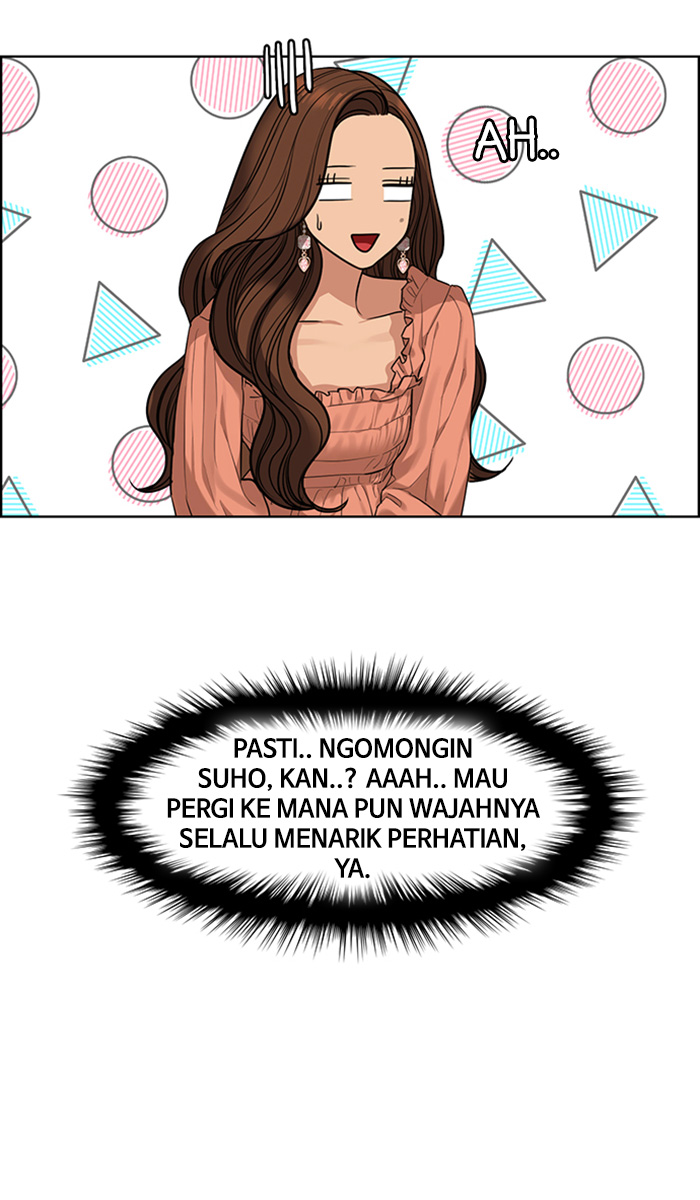 AH..
PASTI.. NGOMONGIN
SUHO, KAN..? AAAH.. MAU
PERGI KE MANA PUN WAJAHNYA
SELALU MENARIK PERHATIAN,
YA.